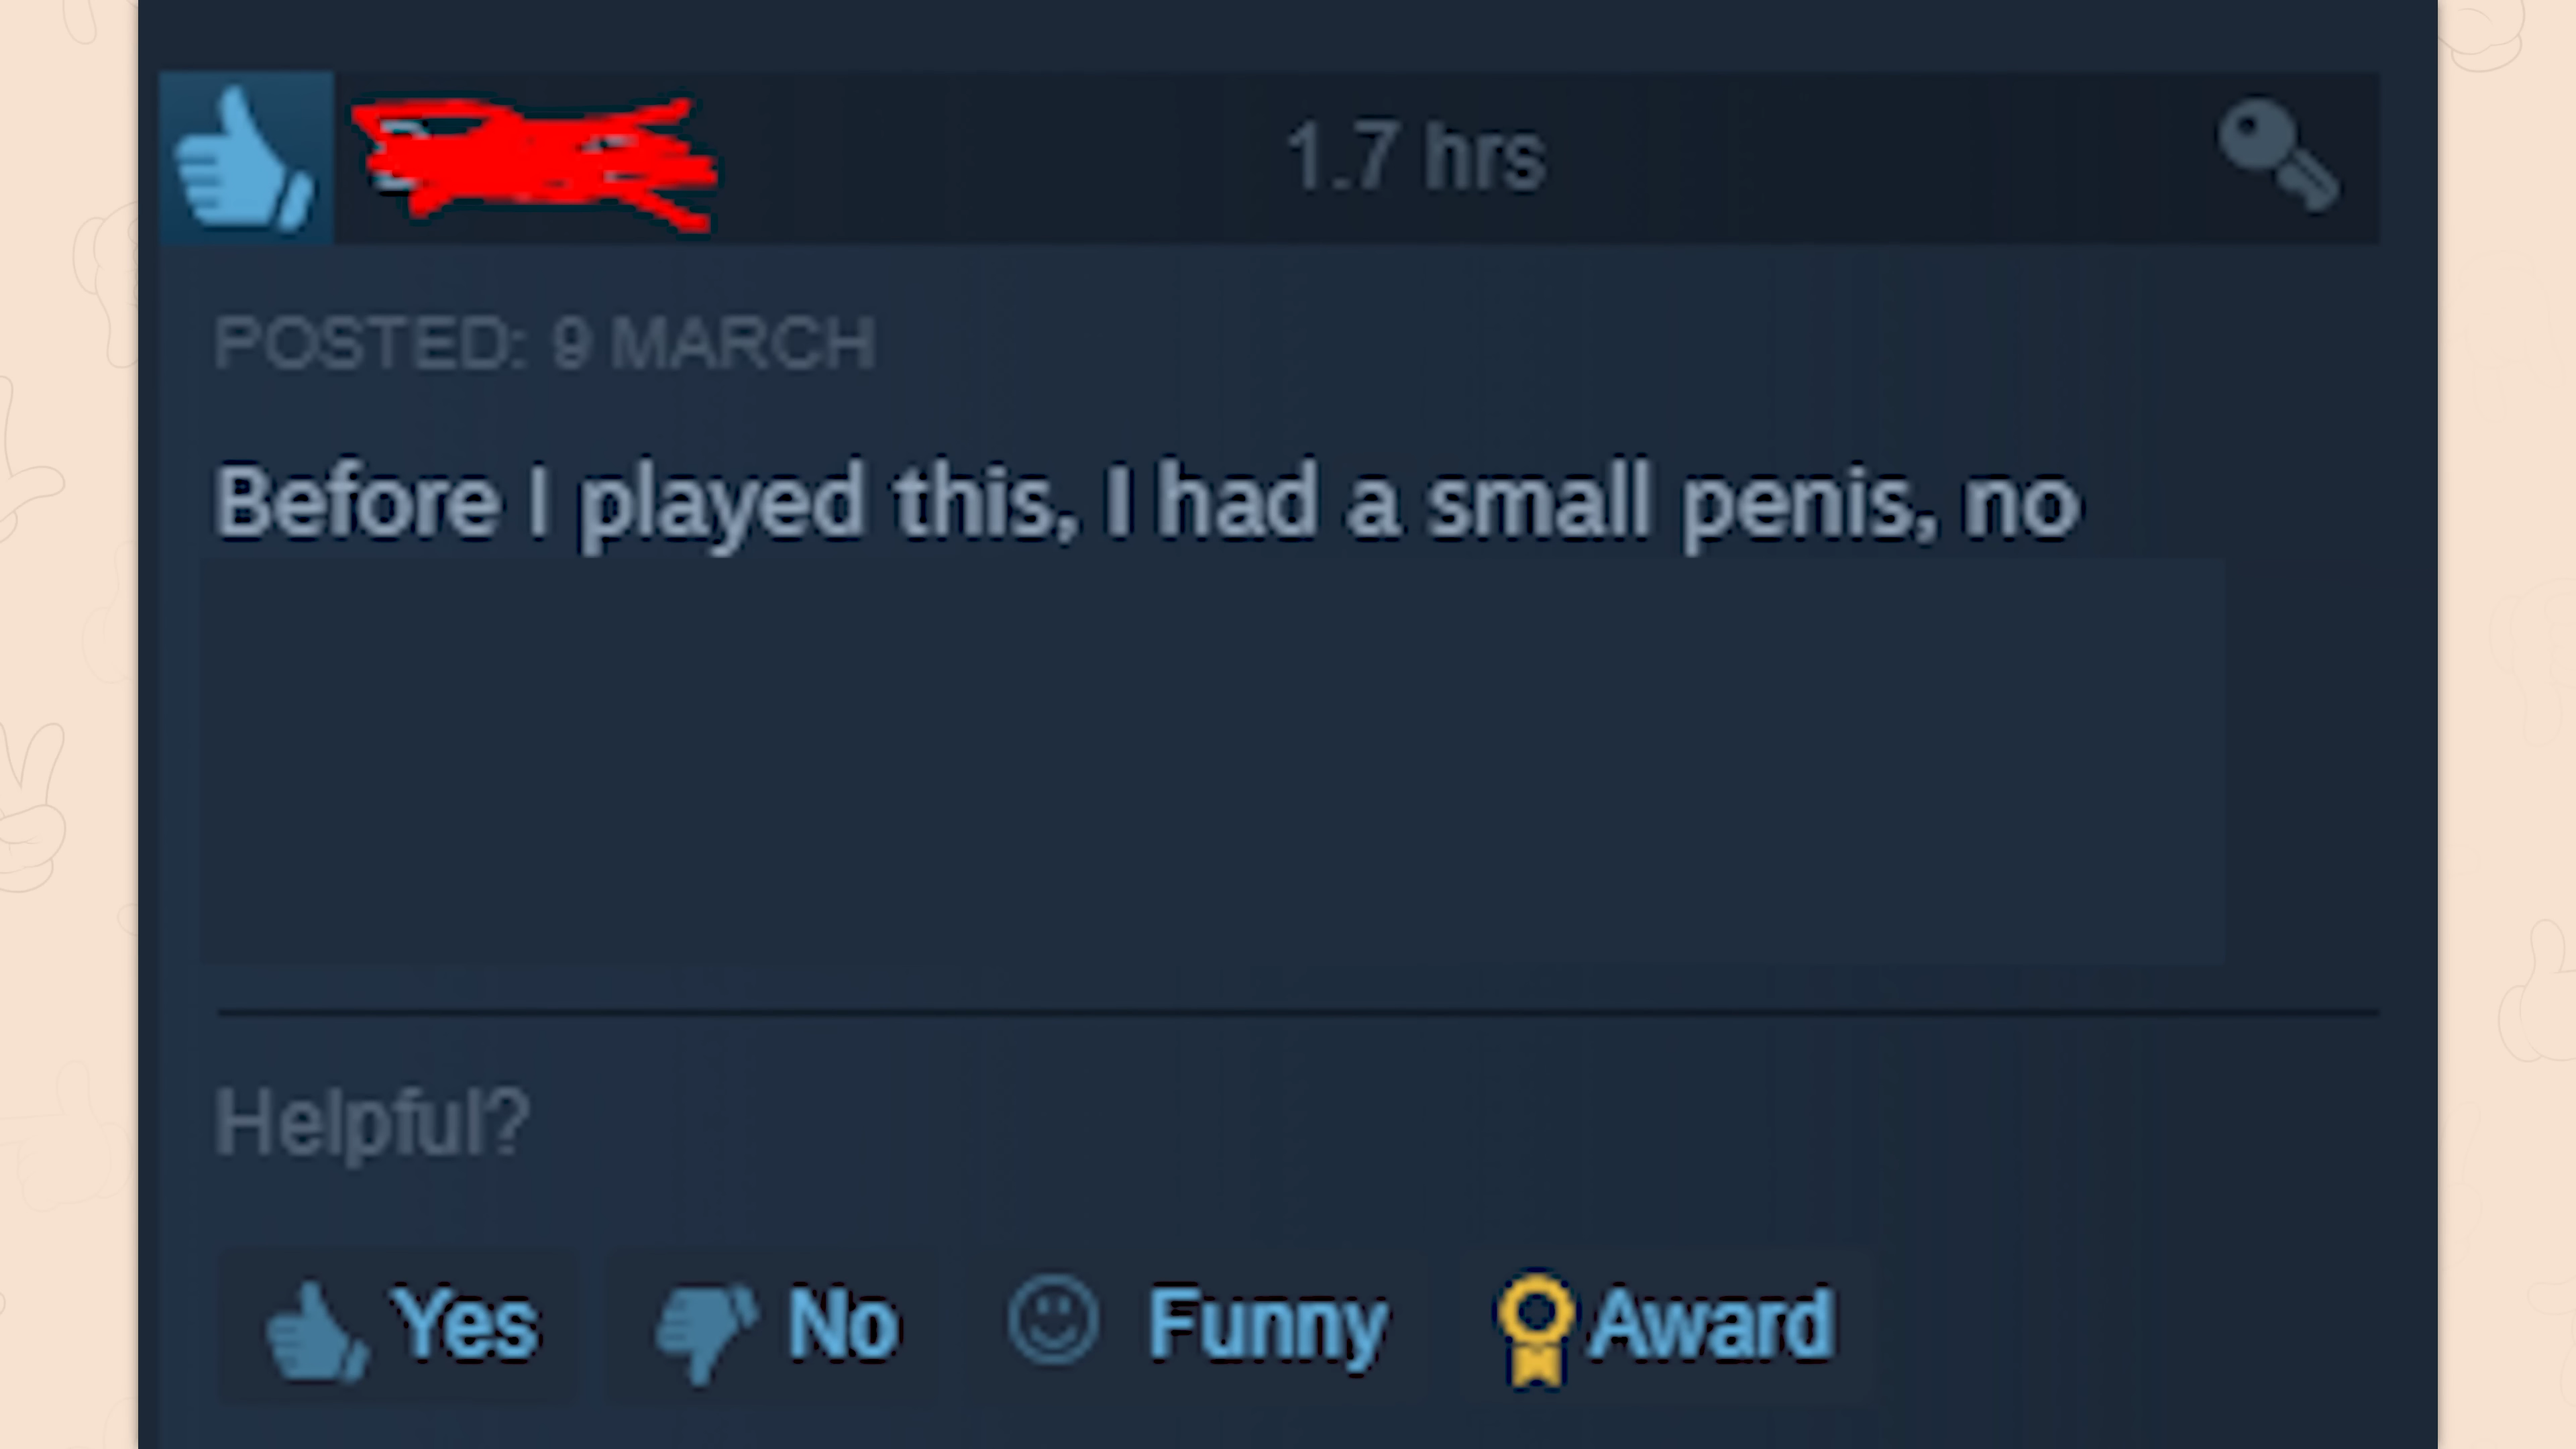 1.7 hrs
POSTED: 9 MARCH
Before I played this, I had a small penis, no
Helpful?
Yes No Funny Award